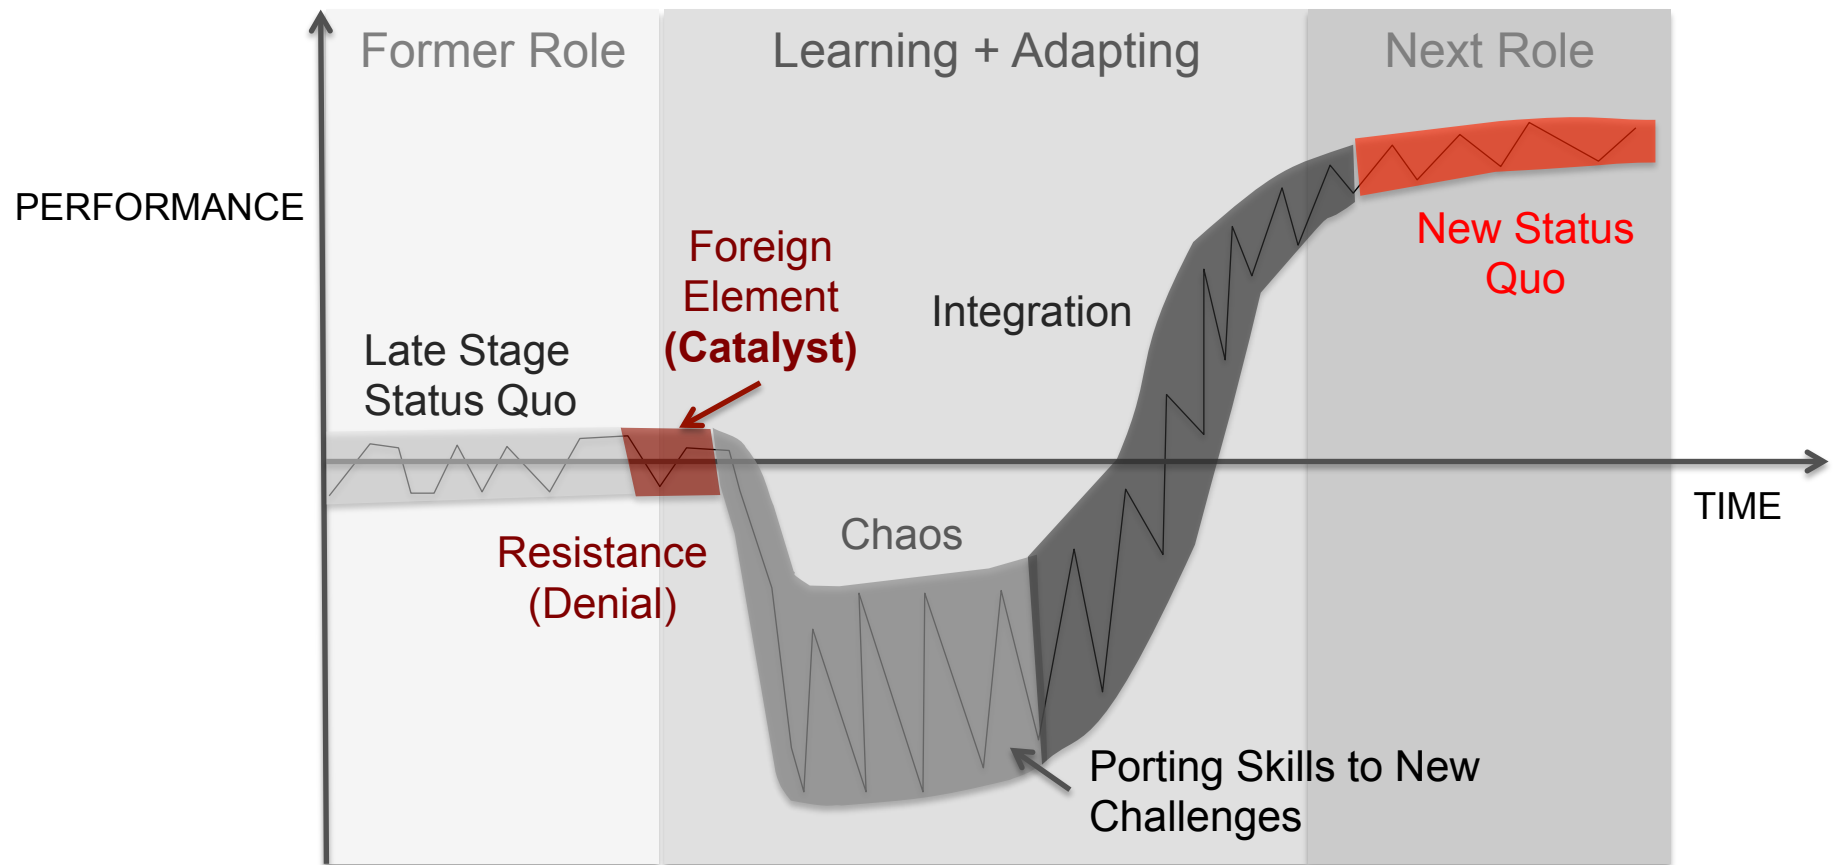 Former Role
Learning + Adapting
Next Role
PERFORMANCE
Foreign
Element
(Catalyst)
New Status
Quo
Integration
Late Stage
Status Quo
TIME
Chaos
Resistance
(Denial)
Porting Skills to New
Challenges